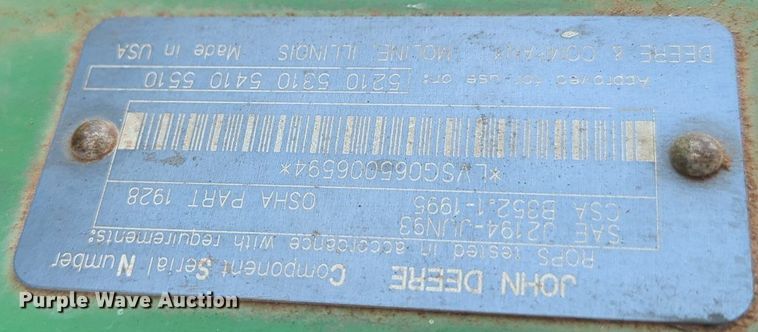 JOHN DEERE Component Serial Number
ROPS tested in accordance with requirements:
SAE J2194-JUN93
CSA B352.1-1995 OSHA PART 1928
*LVSG065006594*
Approved for use on: 5210 5310 5410 5510
DEERE & COMPANY MOLINE, ILLINOIS Made in USA
Purple Wave Auction